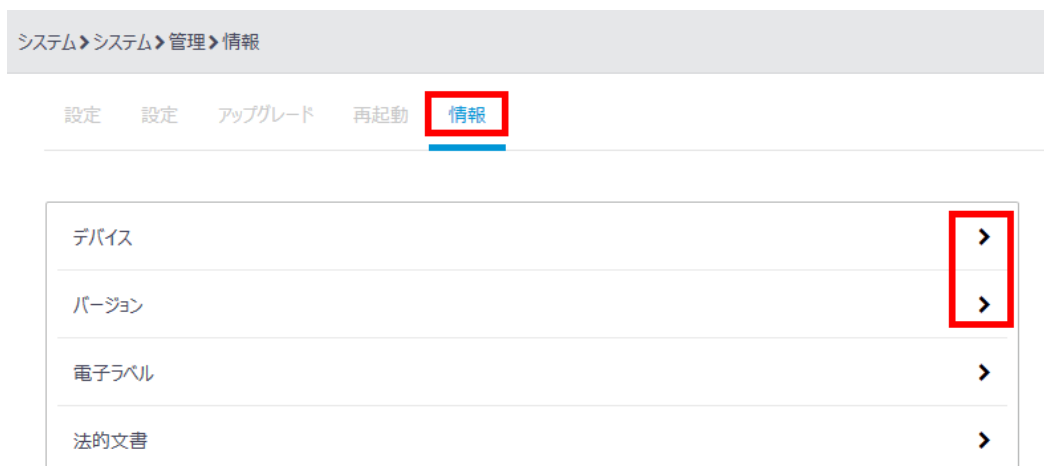 システム>システム>管理>情報
設定 設定 アップグレード 再起動 情報
デバイス
バージョン
電子ラベル
法的文書